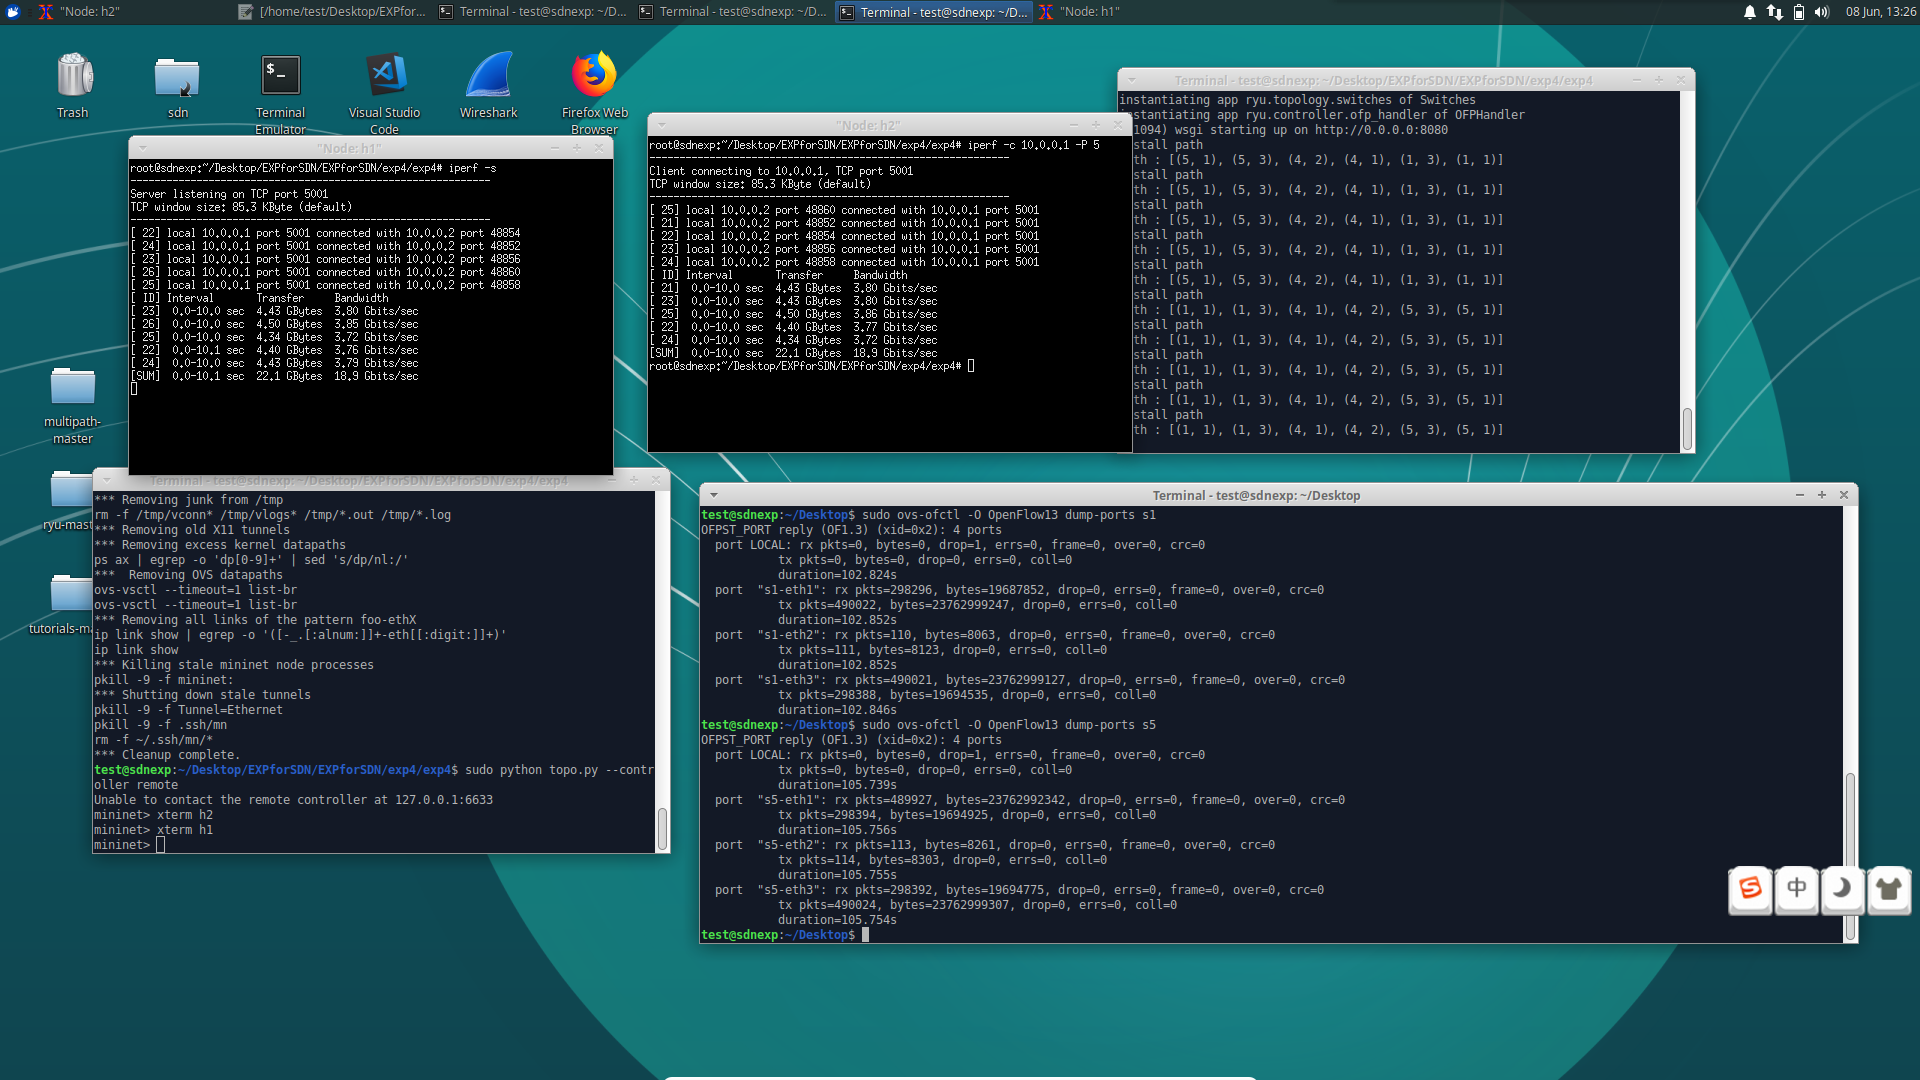 "Node: h2"
[/home/test/Desktop/EXPfor...
Terminal - test@sdnexp: ~/D...
Terminal - test@sdnexp: ~/D...
Terminal - test@sdnexp: ~/D...
"Node: h1"
08 Jun, 13:26
Trash
sdn
Terminal
Emulator
Visual Studio
Code
Wireshark
Firefox Web
Browser
multipath-
master
ryu-mast
tutorials-ma
"Node: h1"
root@sdnexp:~/Desktop/EXPforSDN/EXPforSDN/exp4/exp4# iperf -s
------------------------------------------------------------
Server listening on TCP port 5001
TCP window size: 85.3 KByte (default)
------------------------------------------------------------
[ 22] local 10.0.0.1 port 5001 connected with 10.0.0.2 port 48854
[ 24] local 10.0.0.1 port 5001 connected with 10.0.0.2 port 48852
[ 23] local 10.0.0.1 port 5001 connected with 10.0.0.2 port 48856
[ 26] local 10.0.0.1 port 5001 connected with 10.0.0.2 port 48860
[ 25] local 10.0.0.1 port 5001 connected with 10.0.0.2 port 48858
[ ID] Interval       Transfer     Bandwidth
[ 23]  0.0-10.0 sec  4.43 GBytes  3.80 Gbits/sec
[ 26]  0.0-10.0 sec  4.50 GBytes  3.85 Gbits/sec
[ 25]  0.0-10.0 sec  4.34 GBytes  3.72 Gbits/sec
[ 22]  0.0-10.1 sec  4.40 GBytes  3.76 Gbits/sec
[ 24]  0.0-10.0 sec  4.43 GBytes  3.79 Gbits/sec
[SUM]  0.0-10.1 sec  22.1 GBytes  18.9 Gbits/sec
"Node: h2"
root@sdnexp:~/Desktop/EXPforSDN/EXPforSDN/exp4/exp4# iperf -c 10.0.0.1 -P 5
------------------------------------------------------------
Client connecting to 10.0.0.1, TCP port 5001
TCP window size: 85.3 KByte (default)
------------------------------------------------------------
[ 25] local 10.0.0.2 port 48860 connected with 10.0.0.1 port 5001
[ 21] local 10.0.0.2 port 48852 connected with 10.0.0.1 port 5001
[ 22] local 10.0.0.2 port 48854 connected with 10.0.0.1 port 5001
[ 23] local 10.0.0.2 port 48856 connected with 10.0.0.1 port 5001
[ 24] local 10.0.0.2 port 48858 connected with 10.0.0.1 port 5001
[ ID] Interval       Transfer     Bandwidth
[ 21]  0.0-10.0 sec  4.43 GBytes  3.80 Gbits/sec
[ 23]  0.0-10.0 sec  4.43 GBytes  3.80 Gbits/sec
[ 25]  0.0-10.0 sec  4.50 GBytes  3.86 Gbits/sec
[ 22]  0.0-10.0 sec  4.40 GBytes  3.77 Gbits/sec
[ 24]  0.0-10.0 sec  4.34 GBytes  3.72 Gbits/sec
[SUM]  0.0-10.0 sec  22.1 GBytes  18.9 Gbits/sec
root@sdnexp:~/Desktop/EXPforSDN/EXPforSDN/exp4/exp4#
Terminal - test@sdnexp: ~/Desktop/EXPforSDN/EXPforSDN/exp4/exp4
instantiating app ryu.topology.switches of Switches
stantiating app ryu.controller.ofp_handler of OFPHandler
1094) wsgi starting up on http://0.0.0.0:8080
stall path
th : [(5, 1), (5, 3), (4, 2), (4, 1), (1, 3), (1, 1)]
stall path
th : [(5, 1), (5, 3), (4, 2), (4, 1), (1, 3), (1, 1)]
stall path
th : [(5, 1), (5, 3), (4, 2), (4, 1), (1, 3), (1, 1)]
stall path
th : [(5, 1), (5, 3), (4, 2), (4, 1), (1, 3), (1, 1)]
stall path
th : [(5, 1), (5, 3), (4, 2), (4, 1), (1, 3), (1, 1)]
stall path
th : [(1, 1), (1, 3), (4, 1), (4, 2), (5, 3), (5, 1)]
stall path
th : [(1, 1), (1, 3), (4, 1), (4, 2), (5, 3), (5, 1)]
stall path
th : [(1, 1), (1, 3), (4, 1), (4, 2), (5, 3), (5, 1)]
stall path
th : [(1, 1), (1, 3), (4, 1), (4, 2), (5, 3), (5, 1)]
stall path
th : [(1, 1), (1, 3), (4, 1), (4, 2), (5, 3), (5, 1)]
Terminal - test@sdnexp: ~/Desktop/EXPforSDN/EXPforSDN/exp4/exp4
*** Removing junk from /tmp
rm -f /tmp/vconn* /tmp/vlogs* /tmp/*.out /tmp/*.log
*** Removing old X11 tunnels
*** Removing excess kernel datapaths
ps ax | egrep -o 'dp[0-9]+' | sed 's/dp/nl:/'
***  Removing OVS datapaths
ovs-vsctl --timeout=1 list-br
ovs-vsctl --timeout=1 list-br
*** Removing all links of the pattern foo-ethX
ip link show | egrep -o '([-_.[:alnum:]]+-eth[[:digit:]]+)'
ip link show
*** Killing stale mininet node processes
pkill -9 -f mininet:
*** Shutting down stale tunnels
pkill -9 -f Tunnel=Ethernet
pkill -9 -f .ssh/mn
rm -f ~/.ssh/mn/*
*** Cleanup complete.
test@sdnexp:~/Desktop/EXPforSDN/EXPforSDN/exp4/exp4$ sudo python topo.py --contr
oller remote
Unable to contact the remote controller at 127.0.0.1:6633
mininet> xterm h2
mininet> xterm h1
mininet>
Terminal - test@sdnexp: ~/Desktop
test@sdnexp:~/Desktop$ sudo ovs-ofctl -O OpenFlow13 dump-ports s1
OFPST_PORT reply (OF1.3) (xid=0x2): 4 ports
  port LOCAL: rx pkts=0, bytes=0, drop=1, errs=0, frame=0, over=0, crc=0
           tx pkts=0, bytes=0, drop=0, errs=0, coll=0
           duration=102.824s
  port  "s1-eth1": rx pkts=298296, bytes=19687852, drop=0, errs=0, frame=0, over=0, crc=0
           tx pkts=490022, bytes=23762999247, drop=0, errs=0, coll=0
           duration=102.852s
  port  "s1-eth2": rx pkts=110, bytes=8063, drop=0, errs=0, frame=0, over=0, crc=0
           tx pkts=111, bytes=8123, drop=0, errs=0, coll=0
           duration=102.852s
  port  "s1-eth3": rx pkts=490021, bytes=23762999127, drop=0, errs=0, frame=0, over=0, crc=0
           tx pkts=298388, bytes=19694535, drop=0, errs=0, coll=0
           duration=102.846s
test@sdnexp:~/Desktop$ sudo ovs-ofctl -O OpenFlow13 dump-ports s5
OFPST_PORT reply (OF1.3) (xid=0x2): 4 ports
  port LOCAL: rx pkts=0, bytes=0, drop=1, errs=0, frame=0, over=0, crc=0
           tx pkts=0, bytes=0, drop=0, errs=0, coll=0
           duration=105.739s
  port  "s5-eth1": rx pkts=489927, bytes=23762992342, drop=0, errs=0, frame=0, over=0, crc=0
           tx pkts=298394, bytes=19694925, drop=0, errs=0, coll=0
           duration=105.756s
  port  "s5-eth2": rx pkts=113, bytes=8261, drop=0, errs=0, frame=0, over=0, crc=0
           tx pkts=114, bytes=8303, drop=0, errs=0, coll=0
           duration=105.755s
  port  "s5-eth3": rx pkts=298392, bytes=19694775, drop=0, errs=0, frame=0, over=0, crc=0
           tx pkts=490024, bytes=23762999307, drop=0, errs=0, coll=0
           duration=105.754s
test@sdnexp:~/Desktop$
中